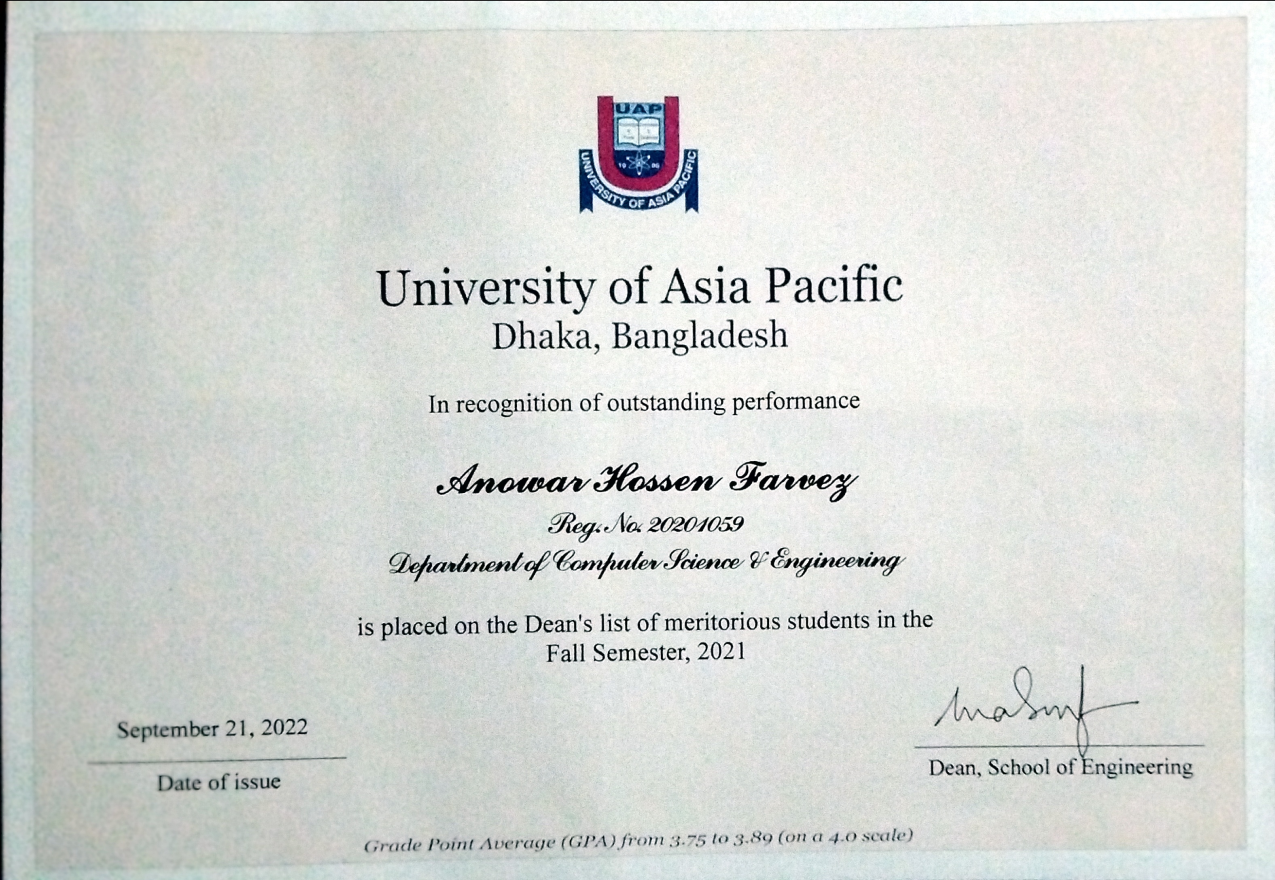 UAP
19 96
UNIVERSITY OF ASIA PACIFIC
University of Asia Pacific
Dhaka, Bangladesh
In recognition of outstanding performance
Anowar Hossen Farvez
Reg. No. 20201059
Department of Computer Science & Engineering
is placed on the Dean's list of meritorious students in the
Fall Semester, 2021
September 21, 2022
Date of issue
Dean, School of Engineering
Grade Point Average (GPA) from 3.75 to 3.89 (on a 4.0 scale)